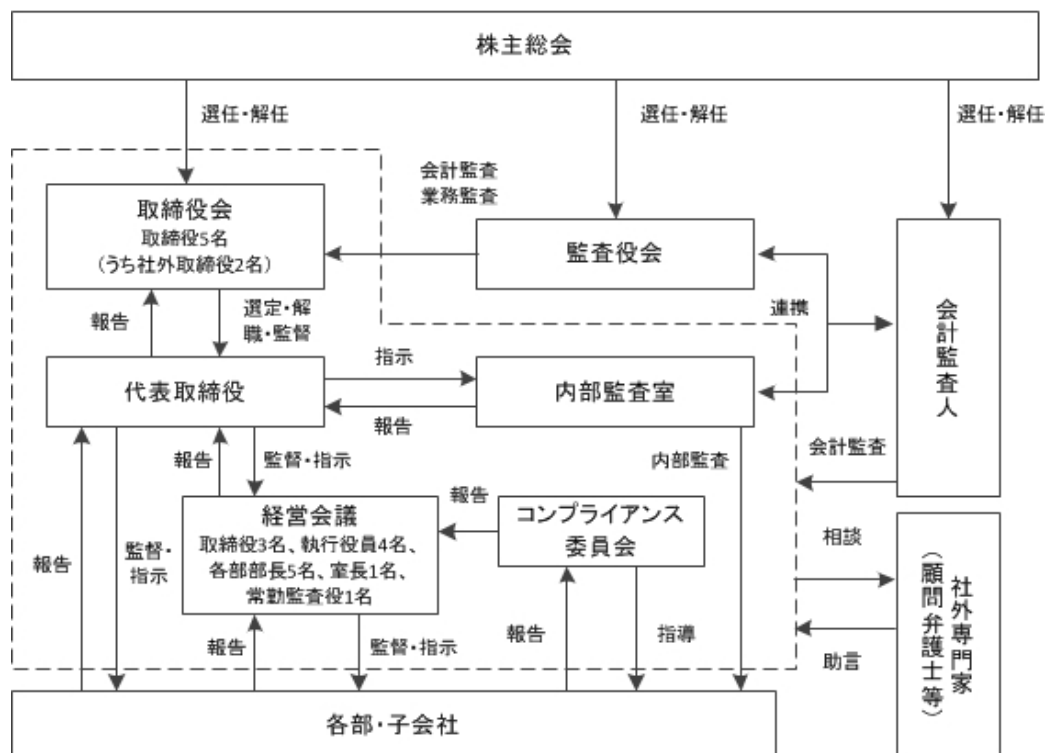 株主総会
選任・解任
選任・解任
選任・解任
取締役会
取締役5名
（うち社外取締役2名）
会計監査
業務監査
監査役会
会計監査人
報告
選定・解
職・監督
連携
代表取締役
指示
報告
内部監査室
報告
監督・指示
内部監査
会計監査
経営会議
取締役3名、執行役員4名、
各部部長5名、室長1名、
常勤監査役1名
報告
コンプライアンス
委員会
報告
監督・
指示
相談
社外専門家
（顧問弁護士等）
報告
監督・指示
報告
指導
助言
各部・子会社